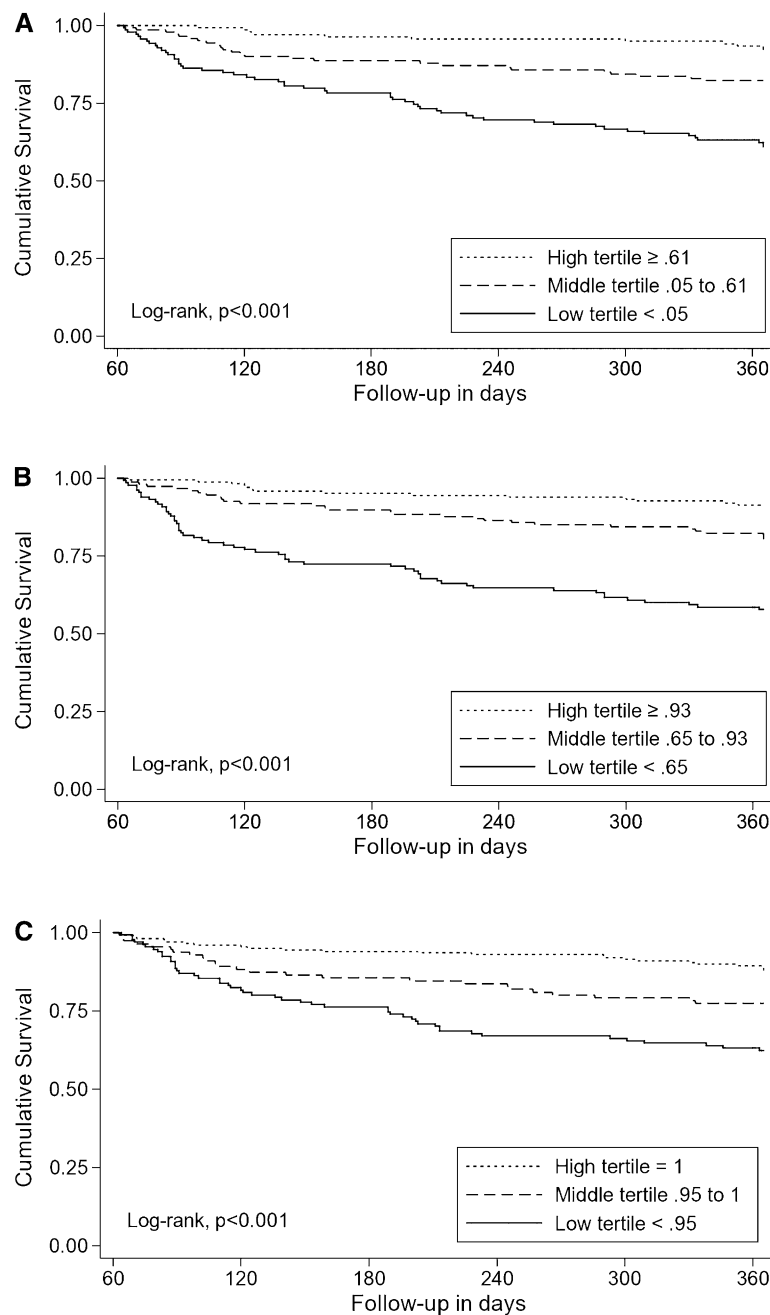 A
Cumulative Survival
1.00
0.75
0.50
0.25
0.00
High tertile ≥ .61
Middle tertile .05 to .61
Low tertile < .05
Log-rank, p<0.001
60 120 180 240 300 360
Follow-up in days
B
Cumulative Survival
1.00
0.75
0.50
0.25
0.00
High tertile ≥ .93
Middle tertile .65 to .93
Low tertile < .65
Log-rank, p<0.001
60 120 180 240 300 360
Follow-up in days
C
Cumulative Survival
1.00
0.75
0.50
0.25
0.00
High tertile = 1
Middle tertile .95 to 1
Low tertile < .95
Log-rank, p<0.001
60 120 180 240 300 360
Follow-up in days